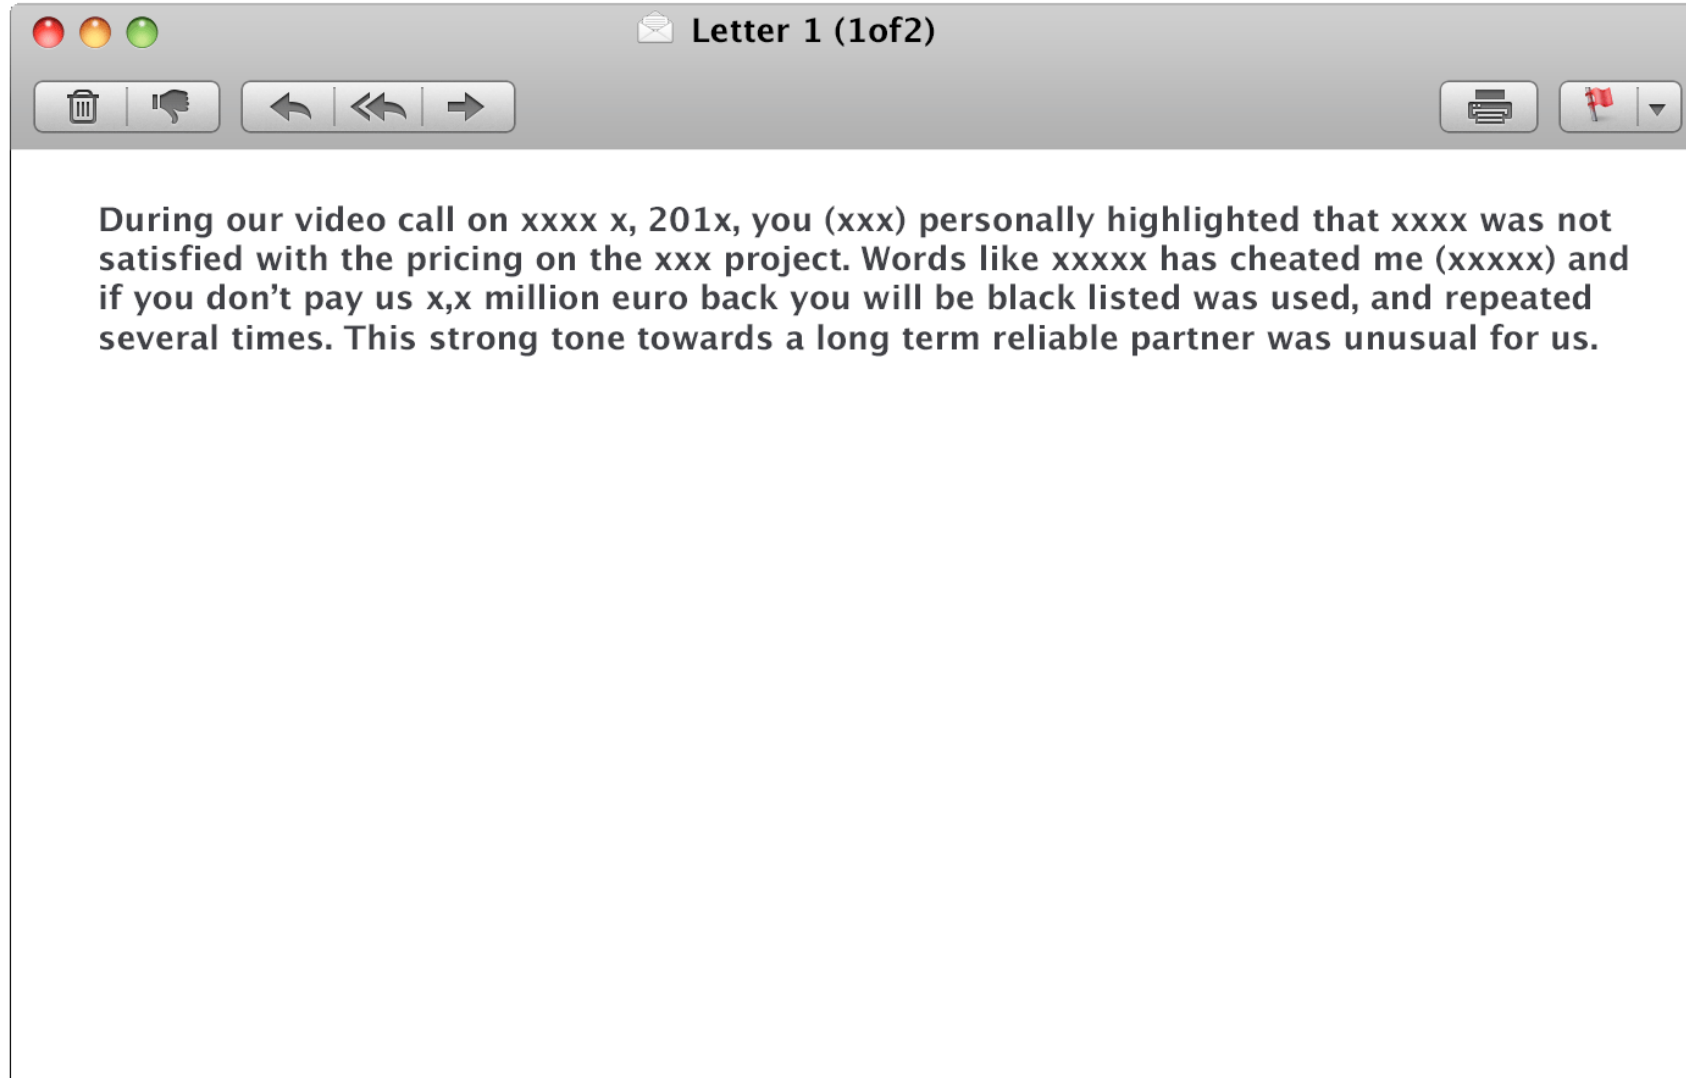 Letter 1 (1of2)
During our video call on xxxx x, 201x, you (xxx) personally highlighted that xxxx was not
satisfied with the pricing on the xxx project. Words like xxxxx has cheated me (xxxxx) and
if you don’t pay us x,x million euro back you will be black listed was used, and repeated
several times. This strong tone towards a long term reliable partner was unusual for us.